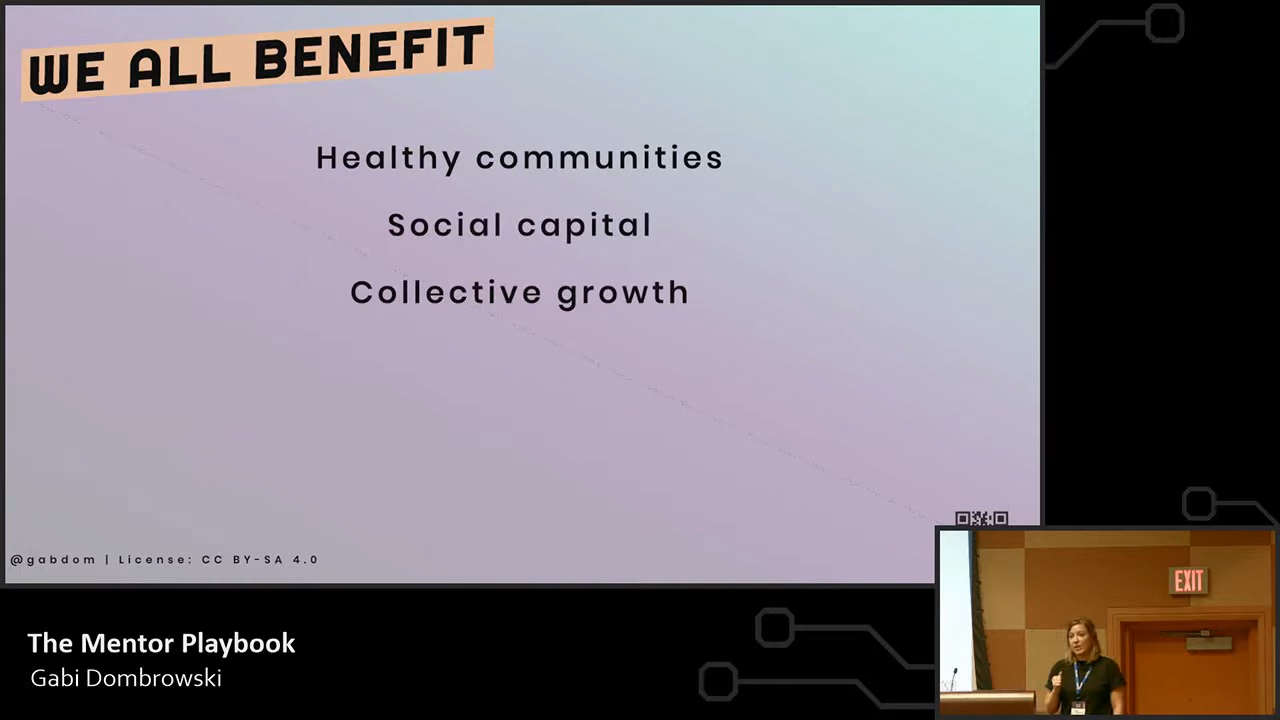 WE ALL BENEFIT
Healthy communities
Social capital
Collective growth
@gabdom | License: CC BY-SA 4.0
EXIT
The Mentor Playbook
Gabi Dombrowski